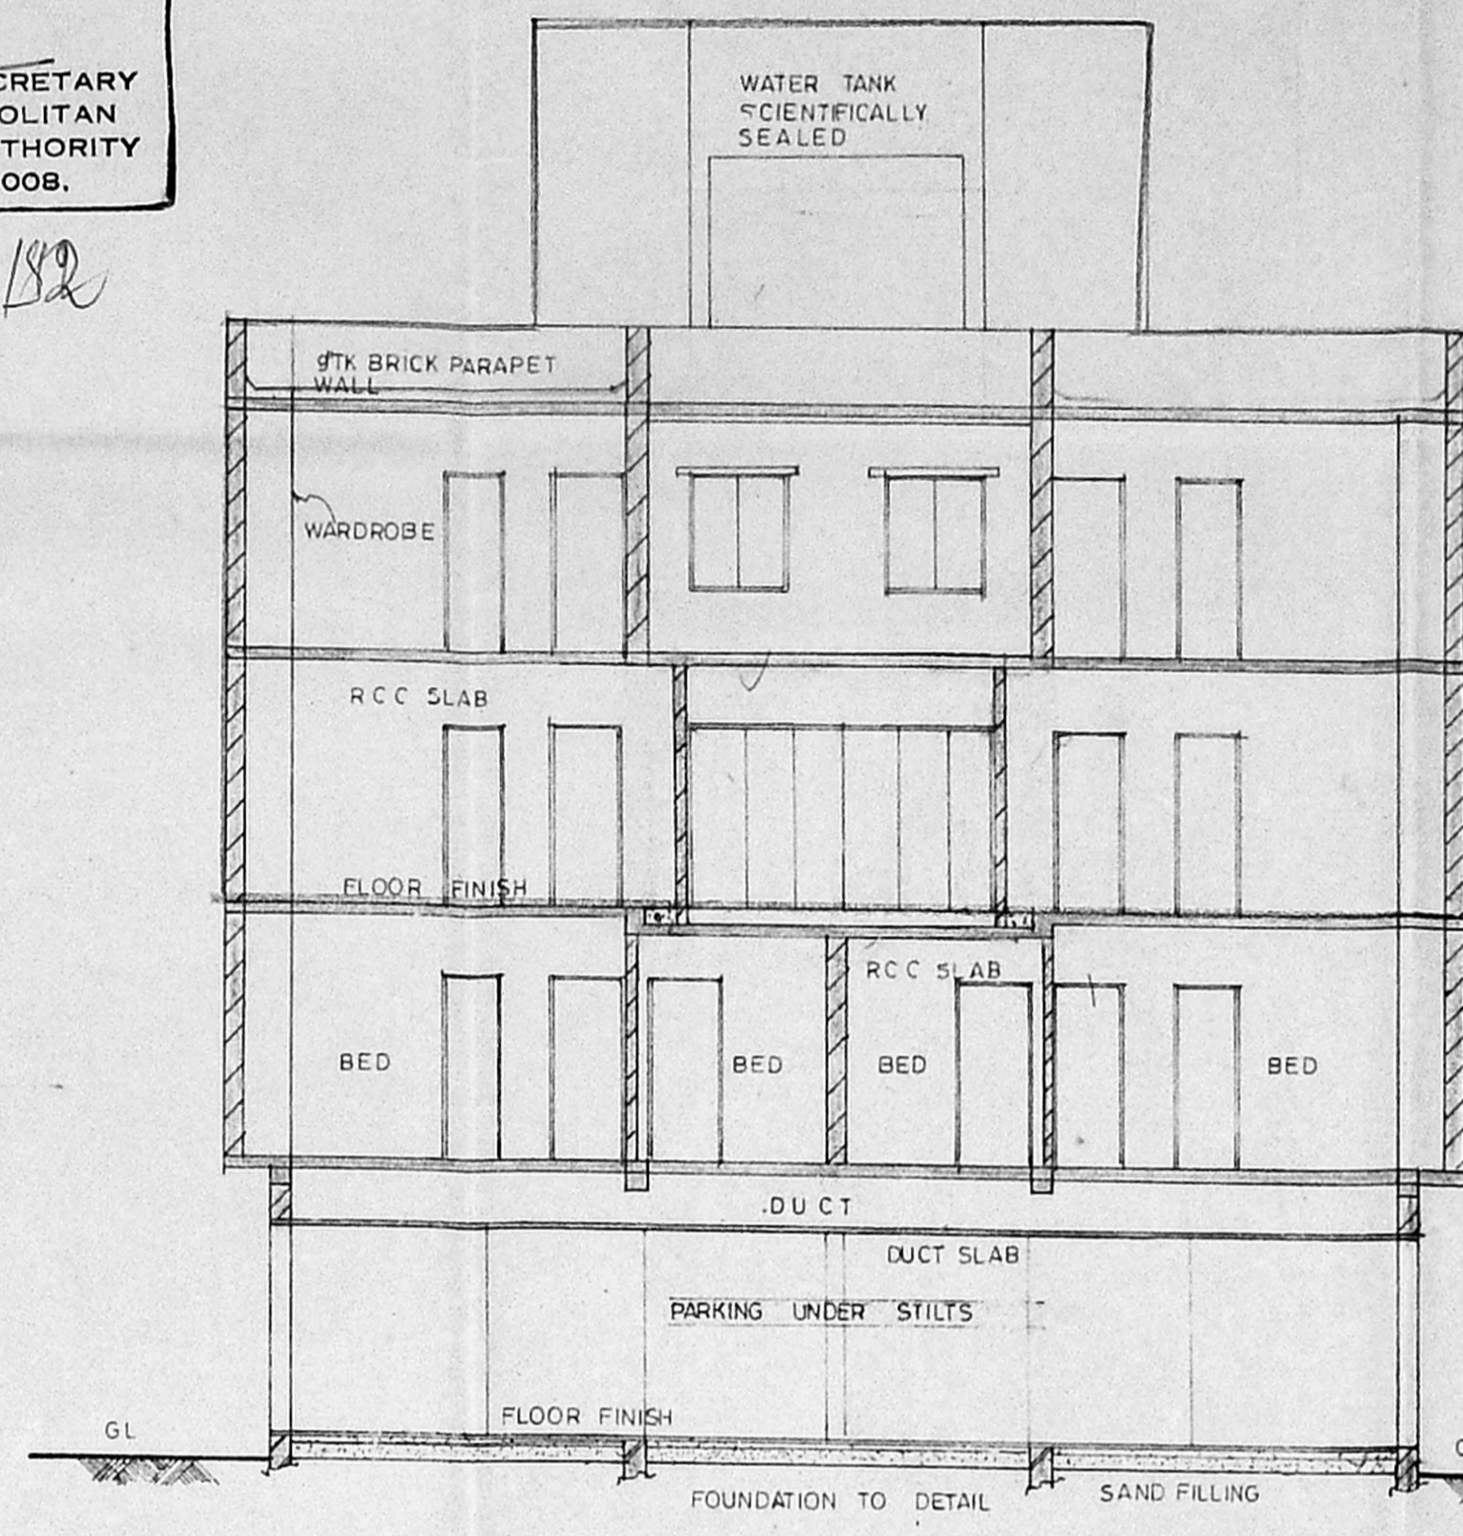 CRETARY
OLITAN
THORITY
008.
182
WATER TANK
SCIENTIFICALLY
SEALED
9"TK BRICK PARAPET
WALL
WARDROBE
RCC SLAB
FLOOR FINISH
RCC SLAB
BED
BED
BED
BED
DUCT
DUCT SLAB
PARKING UNDER STILTS
FLOOR FINISH
GL
FOUNDATION TO DETAIL
SAND FILLING